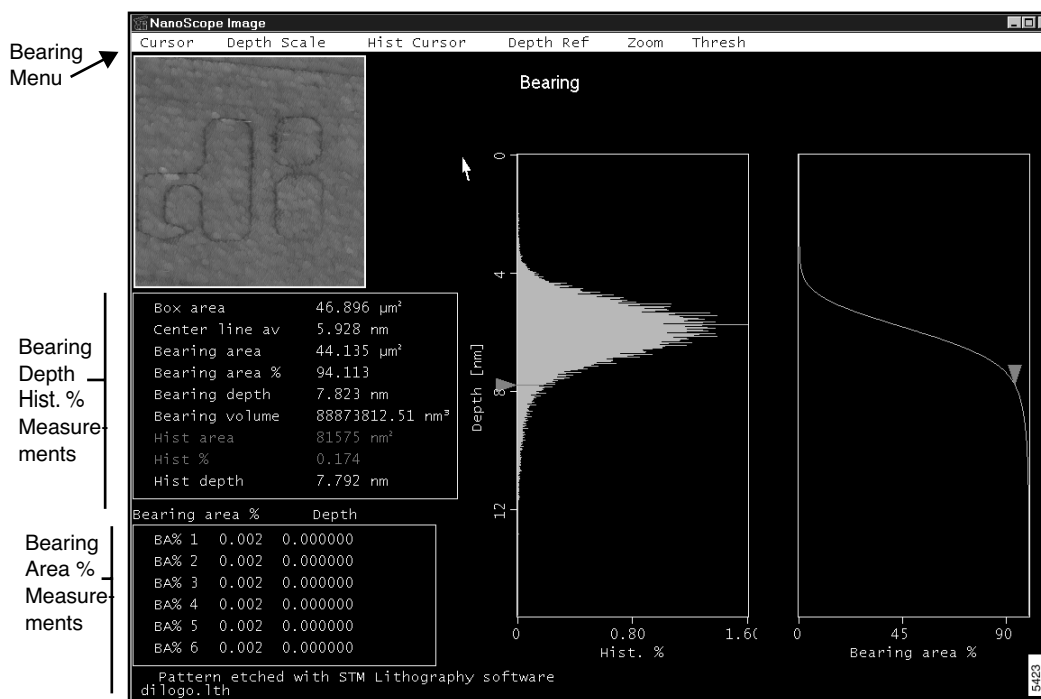 NanoScope Image
Cursor Depth Scale Hist Cursor Depth Ref Zoom Thresh
Bearing
Menu
Bearing
Box area 46.896 µm²
Center line av 5.928 nm
Bearing area 44.135 µm²
Bearing area % 94.113
Bearing depth 7.823 nm
Bearing volume 88873812.51 nm³
Hist area 81575 nm²
Hist % 0.174
Hist depth 7.792 nm
Bearing
Depth
Hist. %
Measure-
ments
Bearing area % Depth
BA% 1 0.002 0.000000
BA% 2 0.002 0.000000
BA% 3 0.002 0.000000
BA% 4 0.002 0.000000
BA% 5 0.002 0.000000
BA% 6 0.002 0.000000
Bearing
Area %
Measure-
ments
Pattern etched with STM Lithography software
dilogo.lth
Depth [nm]
0
4
8
12
0 0.80 1.60
Hist. %
0 45 90
Bearing area %
5423